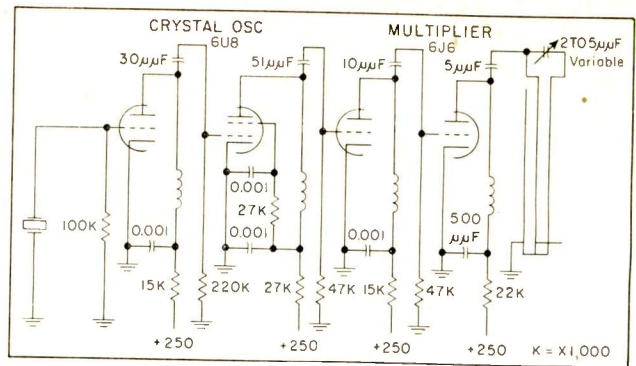 CRYSTAL OSC
6U8
MULTIPLIER
6J6
30μμF
51μμF
10μμF
5μμF
2TO5μμF
Variable
0.001
27K
100K
0.001
0.001
0.001
500
μμF
15K
220K
27K
47K
15K
47K
22K
+250
+250
+250
+250
K = X1,000